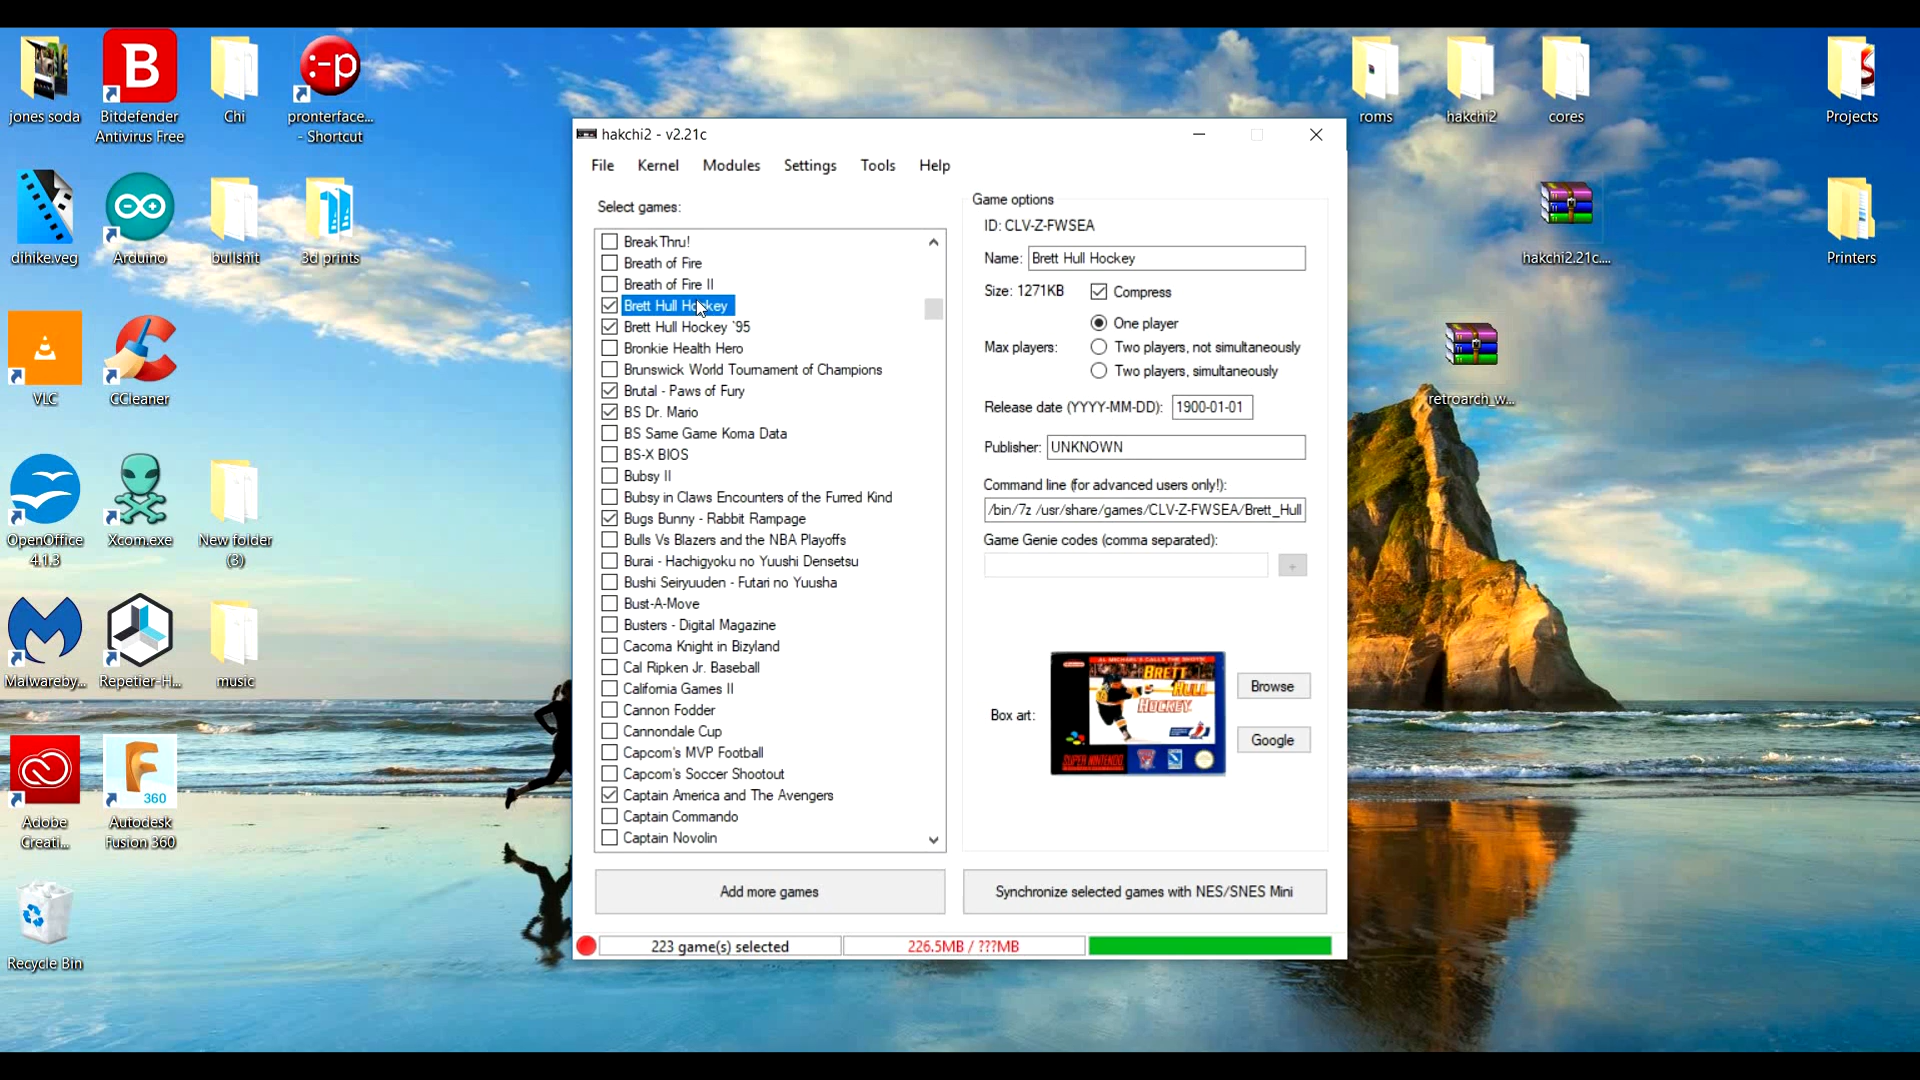 jones soda
Bitdefender
Antivirus Free
Chi
pronterface...
- Shortcut
:-p
B
dihike.veg
Arduino
bullshit
3d prints
VLC
CCleaner
OpenOffice
4.1.3
Xcom.exe
New folder
(3)
Malwareby...
Repetier-H...
music
Adobe
Creati...
F
360
Autodesk
Fusion 360
Recycle Bin
hakchi2 - v2.21c
File
Kernel
Modules
Settings
Tools
Help
Select games:
Break Thru!
Breath of Fire
Breath of Fire II
Brett Hull Hockey
Brett Hull Hockey `95
Bronkie Health Hero
Brunswick World Tournament of Champions
Brutal - Paws of Fury
BS Dr. Mario
BS Same Game Koma Data
BS-X BIOS
Bubsy II
Bubsy in Claws Encounters of the Furred Kind
Bugs Bunny - Rabbit Rampage
Bulls Vs Blazers and the NBA Playoffs
Burai - Hachigyoku no Yuushi Densetsu
Bushi Seiryuuden - Futari no Yuusha
Bust-A-Move
Busters - Digital Magazine
Cacoma Knight in Bizyland
Cal Ripken Jr. Baseball
California Games II
Cannon Fodder
Cannondale Cup
Capcom's MVP Football
Capcom's Soccer Shootout
Captain America and The Avengers
Captain Commando
Captain Novolin
Add more games
Game options
ID: CLV-Z-FWSEA
Name: Brett Hull Hockey
Size: 1271KB
Compress
Max players:
One player
Two players, not simultaneously
Two players, simultaneously
Release date (YYYY-MM-DD): 1900-01-01
Publisher: UNKNOWN
Command line (for advanced users only!):
/bin/7z /usr/share/games/CLV-Z-FWSEA/Brett_Hull
Game Genie codes (comma separated):
+
Box art:
BRETT
HULL
HOCKEY
SUPER NINTENDO
Browse
Google
Synchronize selected games with NES/SNES Mini
223 game(s) selected
226.5MB / ???MB
roms
hakchi2
cores
Projects
hakchi2.21c....
Printers
retroarch_w...